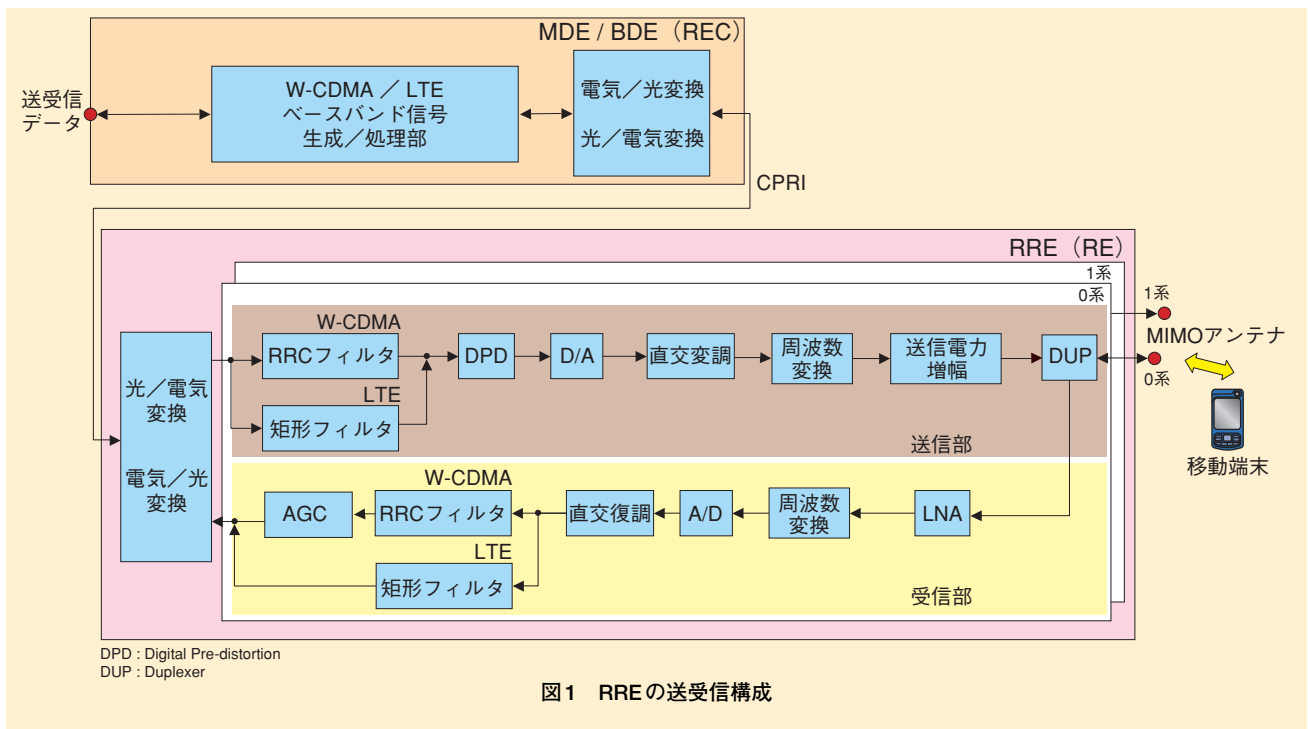 MDE / BDE（REC）
送受信
データ
W-CDMA ／ LTE
ベースバンド信号
生成／処理部
電気／光変換
光／電気変換
CPRI
RRE（RE）
1系
0系
光／電気
変換
電気／光
変換
W-CDMA
RRCフィルタ
LTE
矩形フィルタ
DPD
D/A
直交変調
周波数
変換
送信電力
増幅
DUP
送信部
1系
MIMOアンテナ
0系
移動端末
W-CDMA
AGC
RRCフィルタ
直交復調
A/D
周波数
変換
LNA
LTE
矩形フィルタ
受信部
DPD : Digital Pre-distortion
DUP : Duplexer
図1 RREの送受信構成